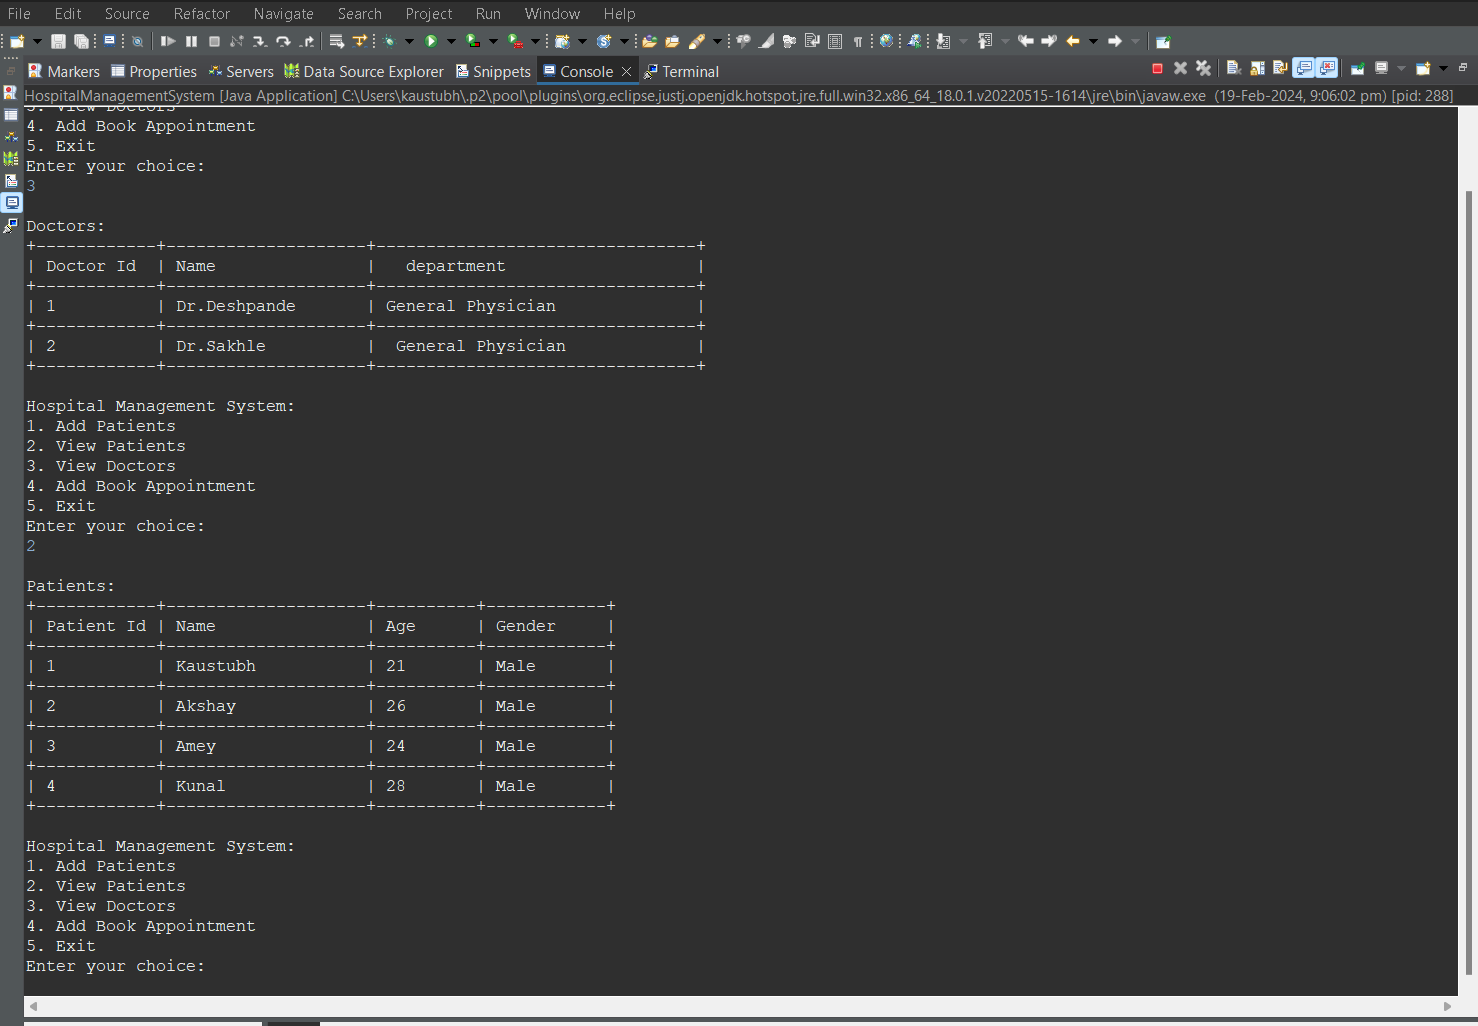 File Edit Source Refactor Navigate Search Project Run Window Help
Markers Properties Servers Data Source Explorer Snippets Console Terminal
HospitalManagementSystem [Java Application] C:\Users\kaustubh\.p2\pool\plugins\org.eclipse.justj.openjdk.hotspot.jre.full.win32.x86_64_18.0.1.v20220515-1614\jre\bin\javaw.exe (19-Feb-2024, 9:06:02 pm) [pid: 288]
3. View Doctors
4. Add Book Appointment
5. Exit
Enter your choice:
3
Doctors:
+------------+--------------------+--------------------------------+
| Doctor Id  | Name               |   department                   |
+------------+--------------------+--------------------------------+
| 1          | Dr.Deshpande       | General Physician              |
+------------+--------------------+--------------------------------+
| 2          | Dr.Sakhle          |  General Physician             |
+------------+--------------------+--------------------------------+
Hospital Management System:
1. Add Patients
2. View Patients
3. View Doctors
4. Add Book Appointment
5. Exit
Enter your choice:
2
Patients:
+------------+--------------------+----------+------------+
| Patient Id | Name               | Age      | Gender     |
+------------+--------------------+----------+------------+
| 1          | Kaustubh           | 21       | Male       |
+------------+--------------------+----------+------------+
| 2          | Akshay             | 26       | Male       |
+------------+--------------------+----------+------------+
| 3          | Amey               | 24       | Male       |
+------------+--------------------+----------+------------+
| 4          | Kunal              | 28       | Male       |
+------------+--------------------+----------+------------+
Hospital Management System:
1. Add Patients
2. View Patients
3. View Doctors
4. Add Book Appointment
5. Exit
Enter your choice: